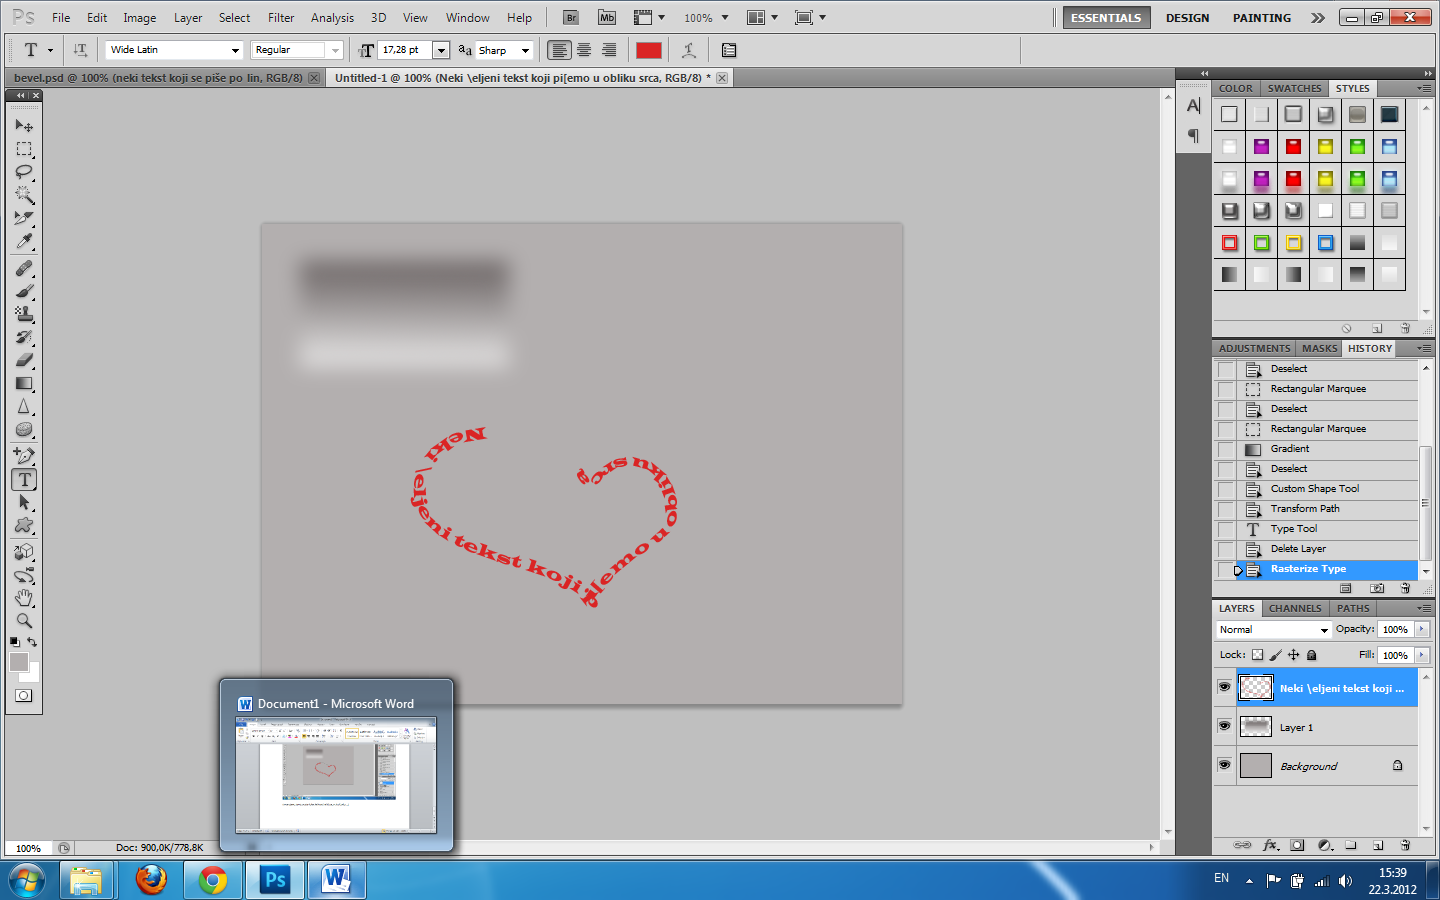 Ps File Edit Image Layer Select Filter Analysis 3D View Window Help Br Mb 100% ESSENTIALS DESIGN PAINTING
T Wide Latin Regular 17,28 pt Sharp
bevel.psd @ 100% (neki tekst koji se piše po lin, RGB/8) Untitled-1 @ 100% (Neki \eljeni tekst koji pi[emo u obliku srca, RGB/8) *
COLOR SWATCHES STYLES
ADJUSTMENTS MASKS HISTORY
Deselect
Rectangular Marquee
Deselect
Rectangular Marquee
Gradient
Deselect
Custom Shape Tool
Transform Path
Type Tool
Delete Layer
Rasterize Type
Neki \eljeni tekst koji pi[emo u obliku srca
LAYERS CHANNELS PATHS
Normal Opacity: 100%
Lock: Fill: 100%
Neki \eljeni tekst koji ...
Layer 1
Background
Document1 - Microsoft Word
100% Doc: 900,0K/778,8K
Ps W EN 15:39
22.3.2012